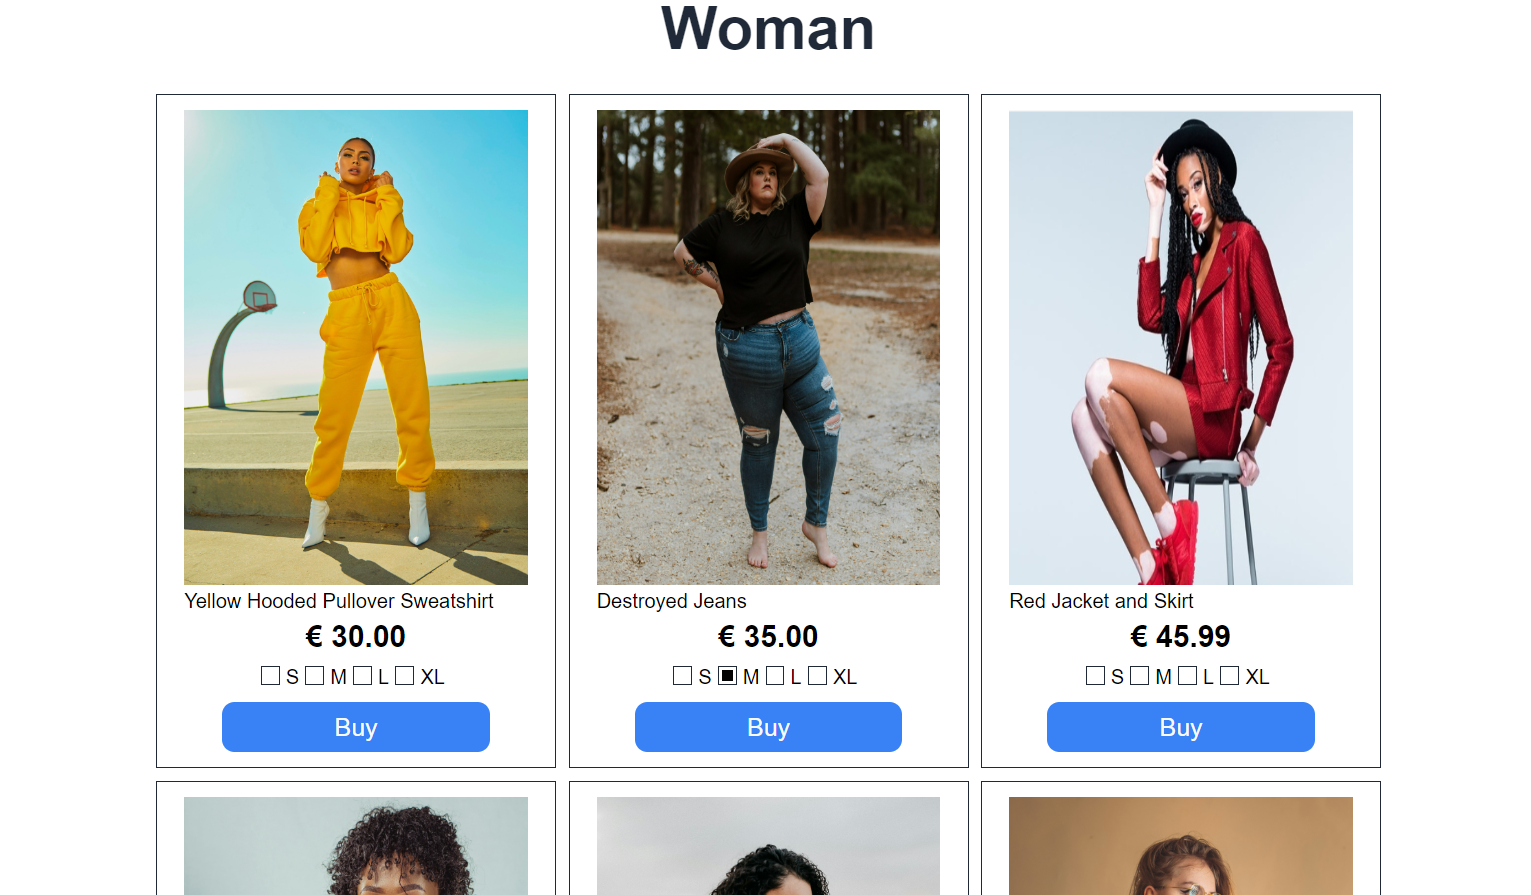 Woman
Yellow Hooded Pullover Sweatshirt
€ 30.00
S M L XL
Buy
Destroyed Jeans
€ 35.00
S M L XL
Buy
Red Jacket and Skirt
€ 45.99
S M L XL
Buy